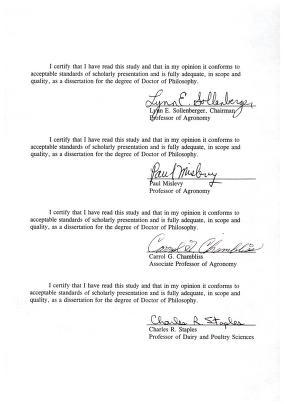 I certify that I have read this study and that in my opinion it conforms to
acceptable standards of scholarly presentation and is fully adequate, in scope and
quality, as a dissertation for the degree of Doctor of Philosophy.
Lynn E. Sollenberger
Lynn E. Sollenberger, Chairman
Professor of Agronomy
I certify that I have read this study and that in my opinion it conforms to
acceptable standards of scholarly presentation and is fully adequate, in scope and
quality, as a dissertation for the degree of Doctor of Philosophy.
Paul Mislevy
Paul Mislevy
Professor of Agronomy
I certify that I have read this study and that in my opinion it conforms to
acceptable standards of scholarly presentation and is fully adequate, in scope and
quality, as a dissertation for the degree of Doctor of Philosophy.
Carrol G. Chambliss
Carrol G. Chambliss
Associate Professor of Agronomy
I certify that I have read this study and that in my opinion it conforms to
acceptable standards of scholarly presentation and is fully adequate, in scope and
quality, as a dissertation for the degree of Doctor of Philosophy.
Charles R. Staples
Charles R. Staples
Professor of Dairy and Poultry Sciences